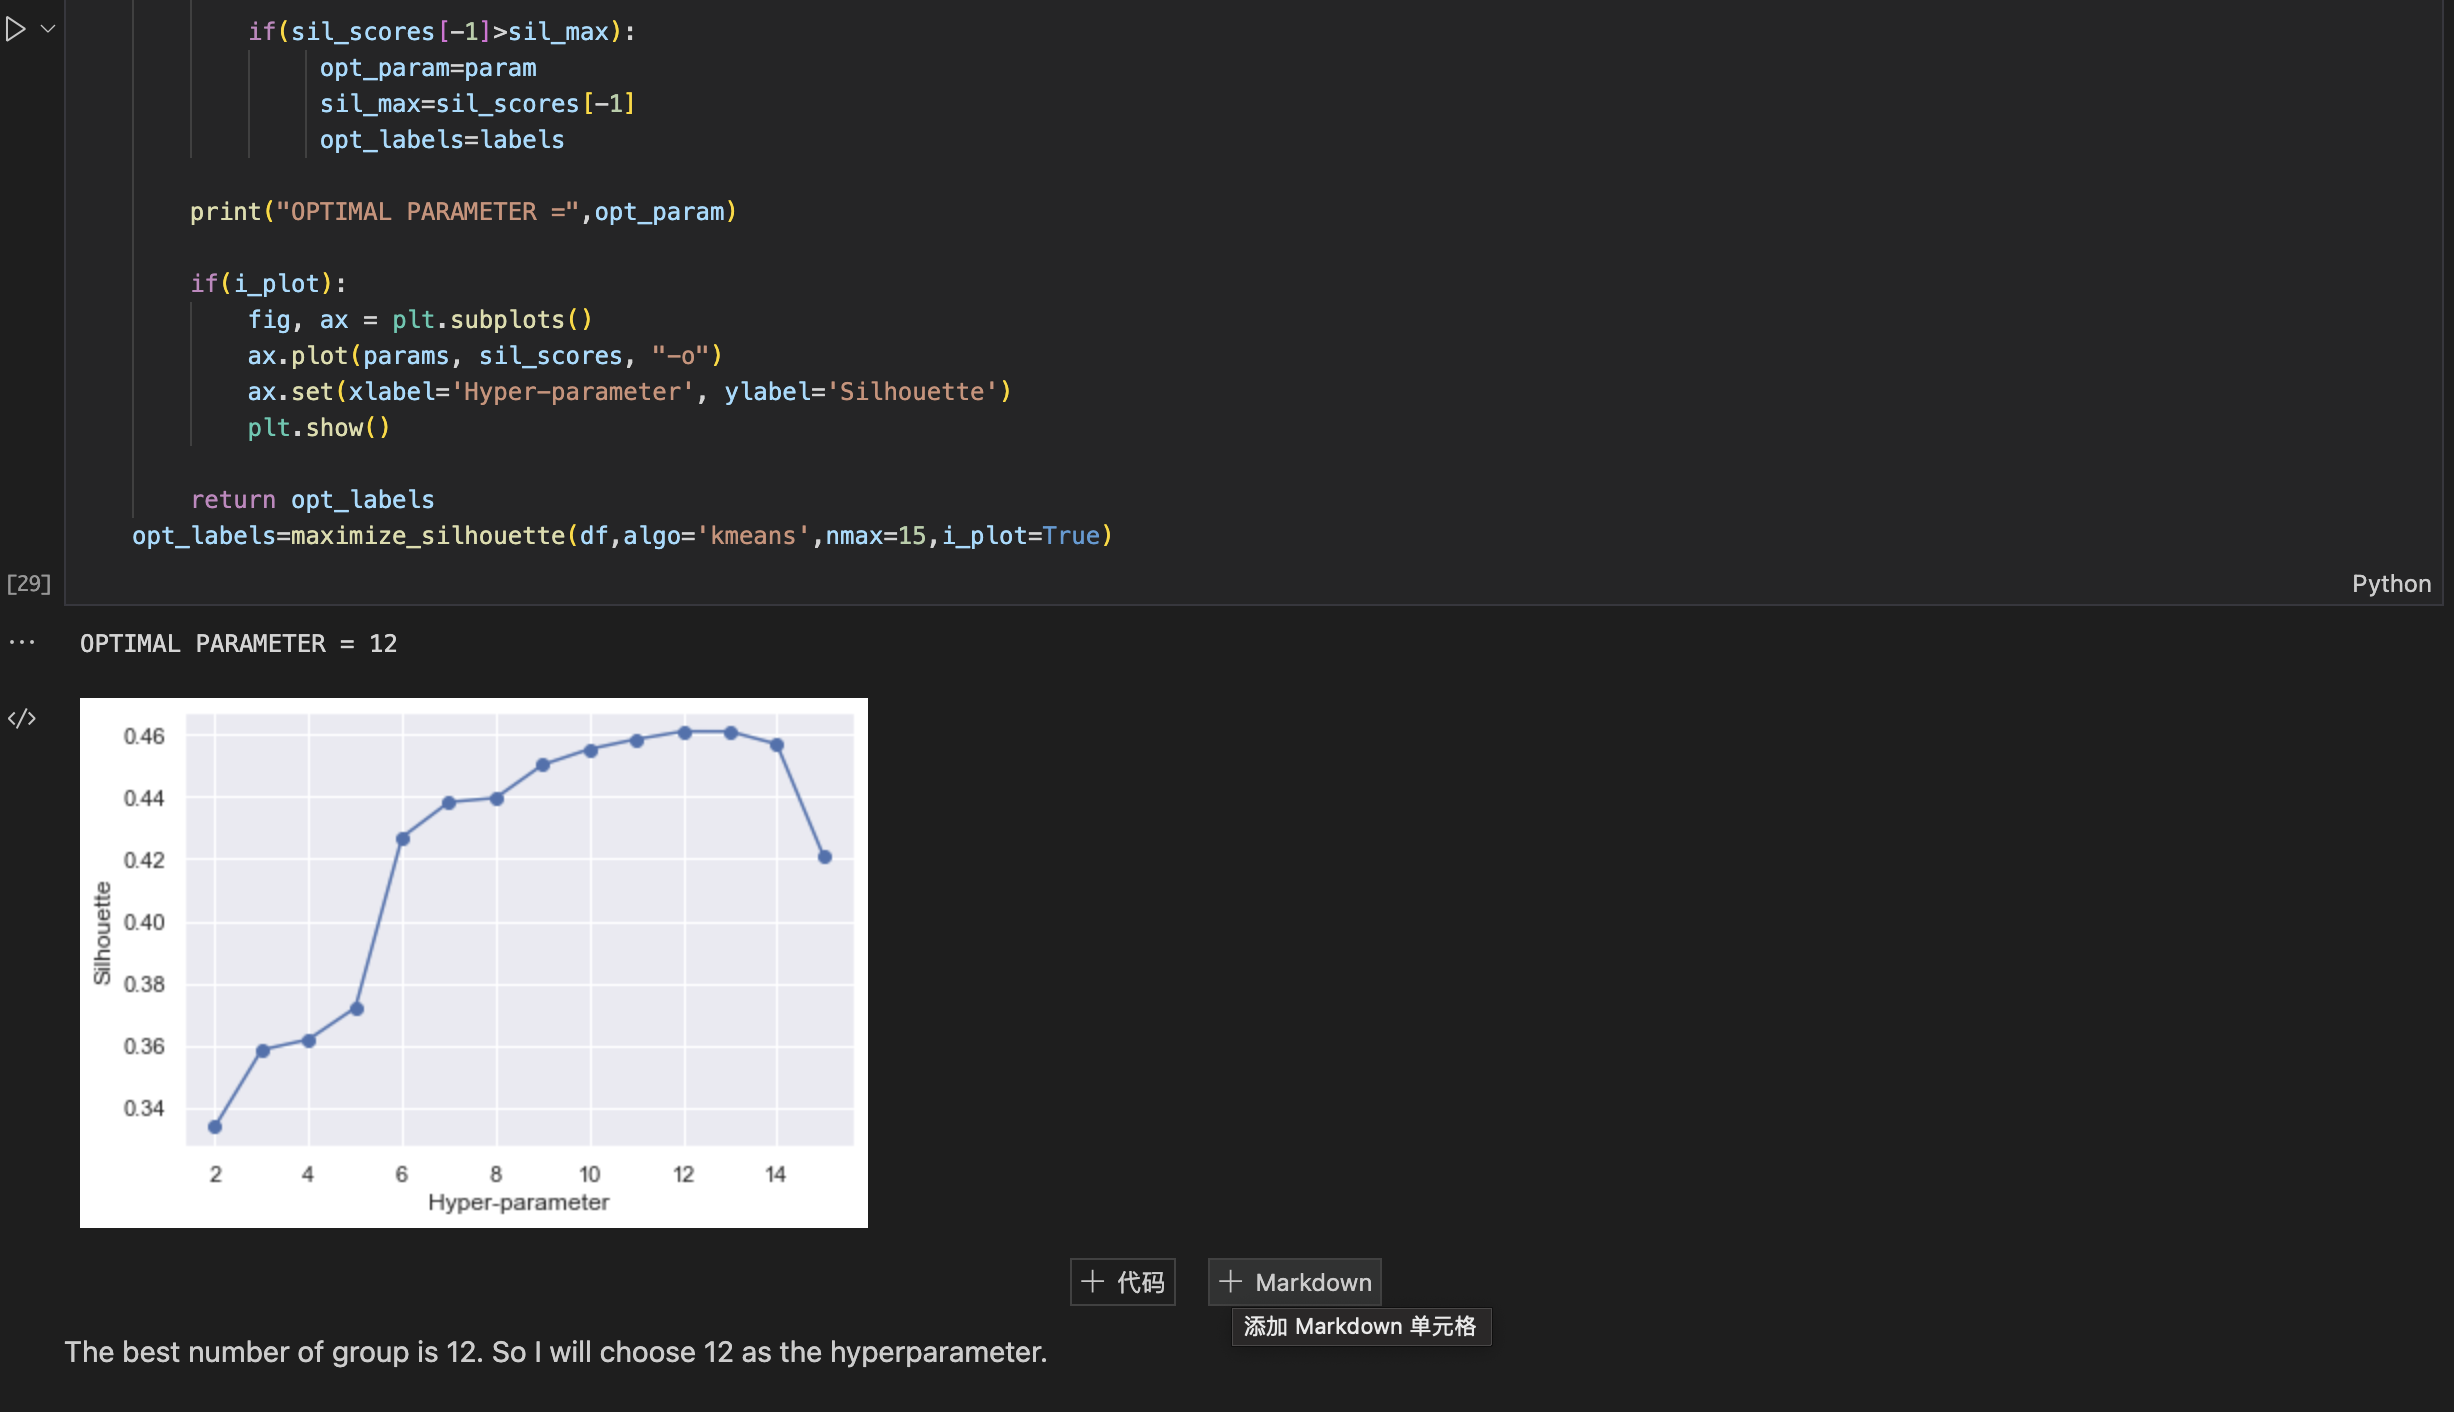 if(sil_scores[-1]>sil_max):
opt_param=param
sil_max=sil_scores[-1]
opt_labels=labels
print("OPTIMAL PARAMETER =",opt_param)
if(i_plot):
fig, ax = plt.subplots()
ax.plot(params, sil_scores, "-o")
ax.set(xlabel='Hyper-parameter', ylabel='Silhouette')
plt.show()
return opt_labels
opt_labels=maximize_silhouette(df,algo='kmeans',nmax=15,i_plot=True)
[29]
Python
OPTIMAL PARAMETER = 12
0.46
0.44
0.42
0.40
0.38
0.36
0.34
Silhouette
2 4 6 8 10 12 14
Hyper-parameter
代码
Markdown
添加 Markdown 单元格
The best number of group is 12. So I will choose 12 as the hyperparameter.